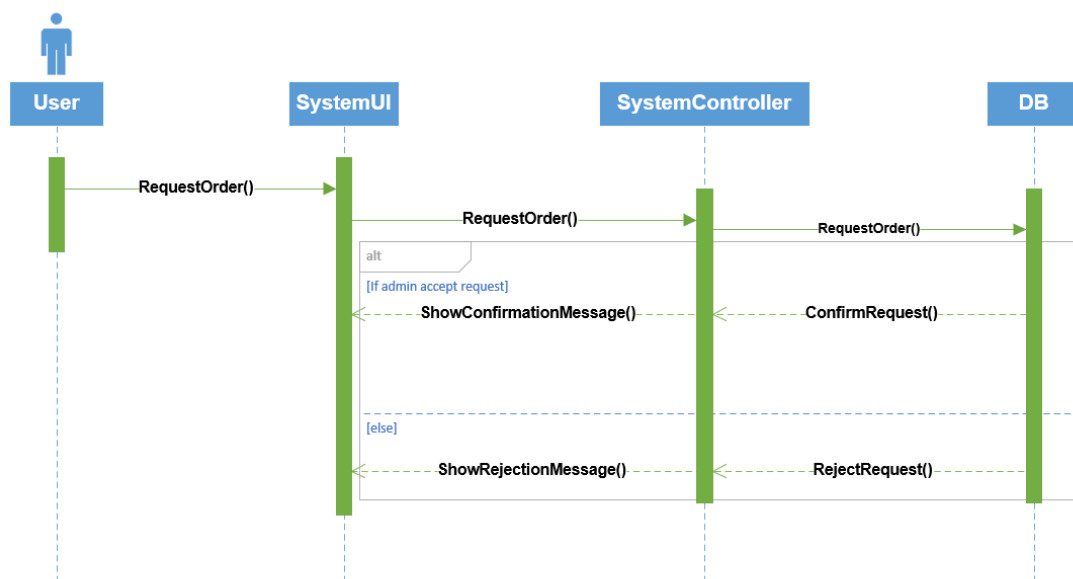 User
SystemUI
SystemController
DB
RequestOrder()
RequestOrder()
RequestOrder()
alt
[If admin accept request]
ShowConfirmationMessage()
ConfirmRequest()
[else]
ShowRejectionMessage()
RejectRequest()